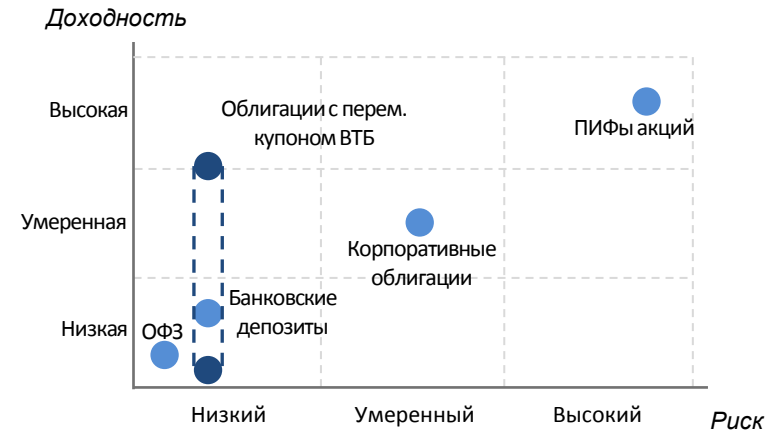 Доходность
Высокая
Облигации с перем.
купоном ВТБ
ПИФы акций
Умеренная
Корпоративные
облигации
Банковские
депозиты
Низкая
ОФЗ
Низкий
Умеренный
Высокий
Риск